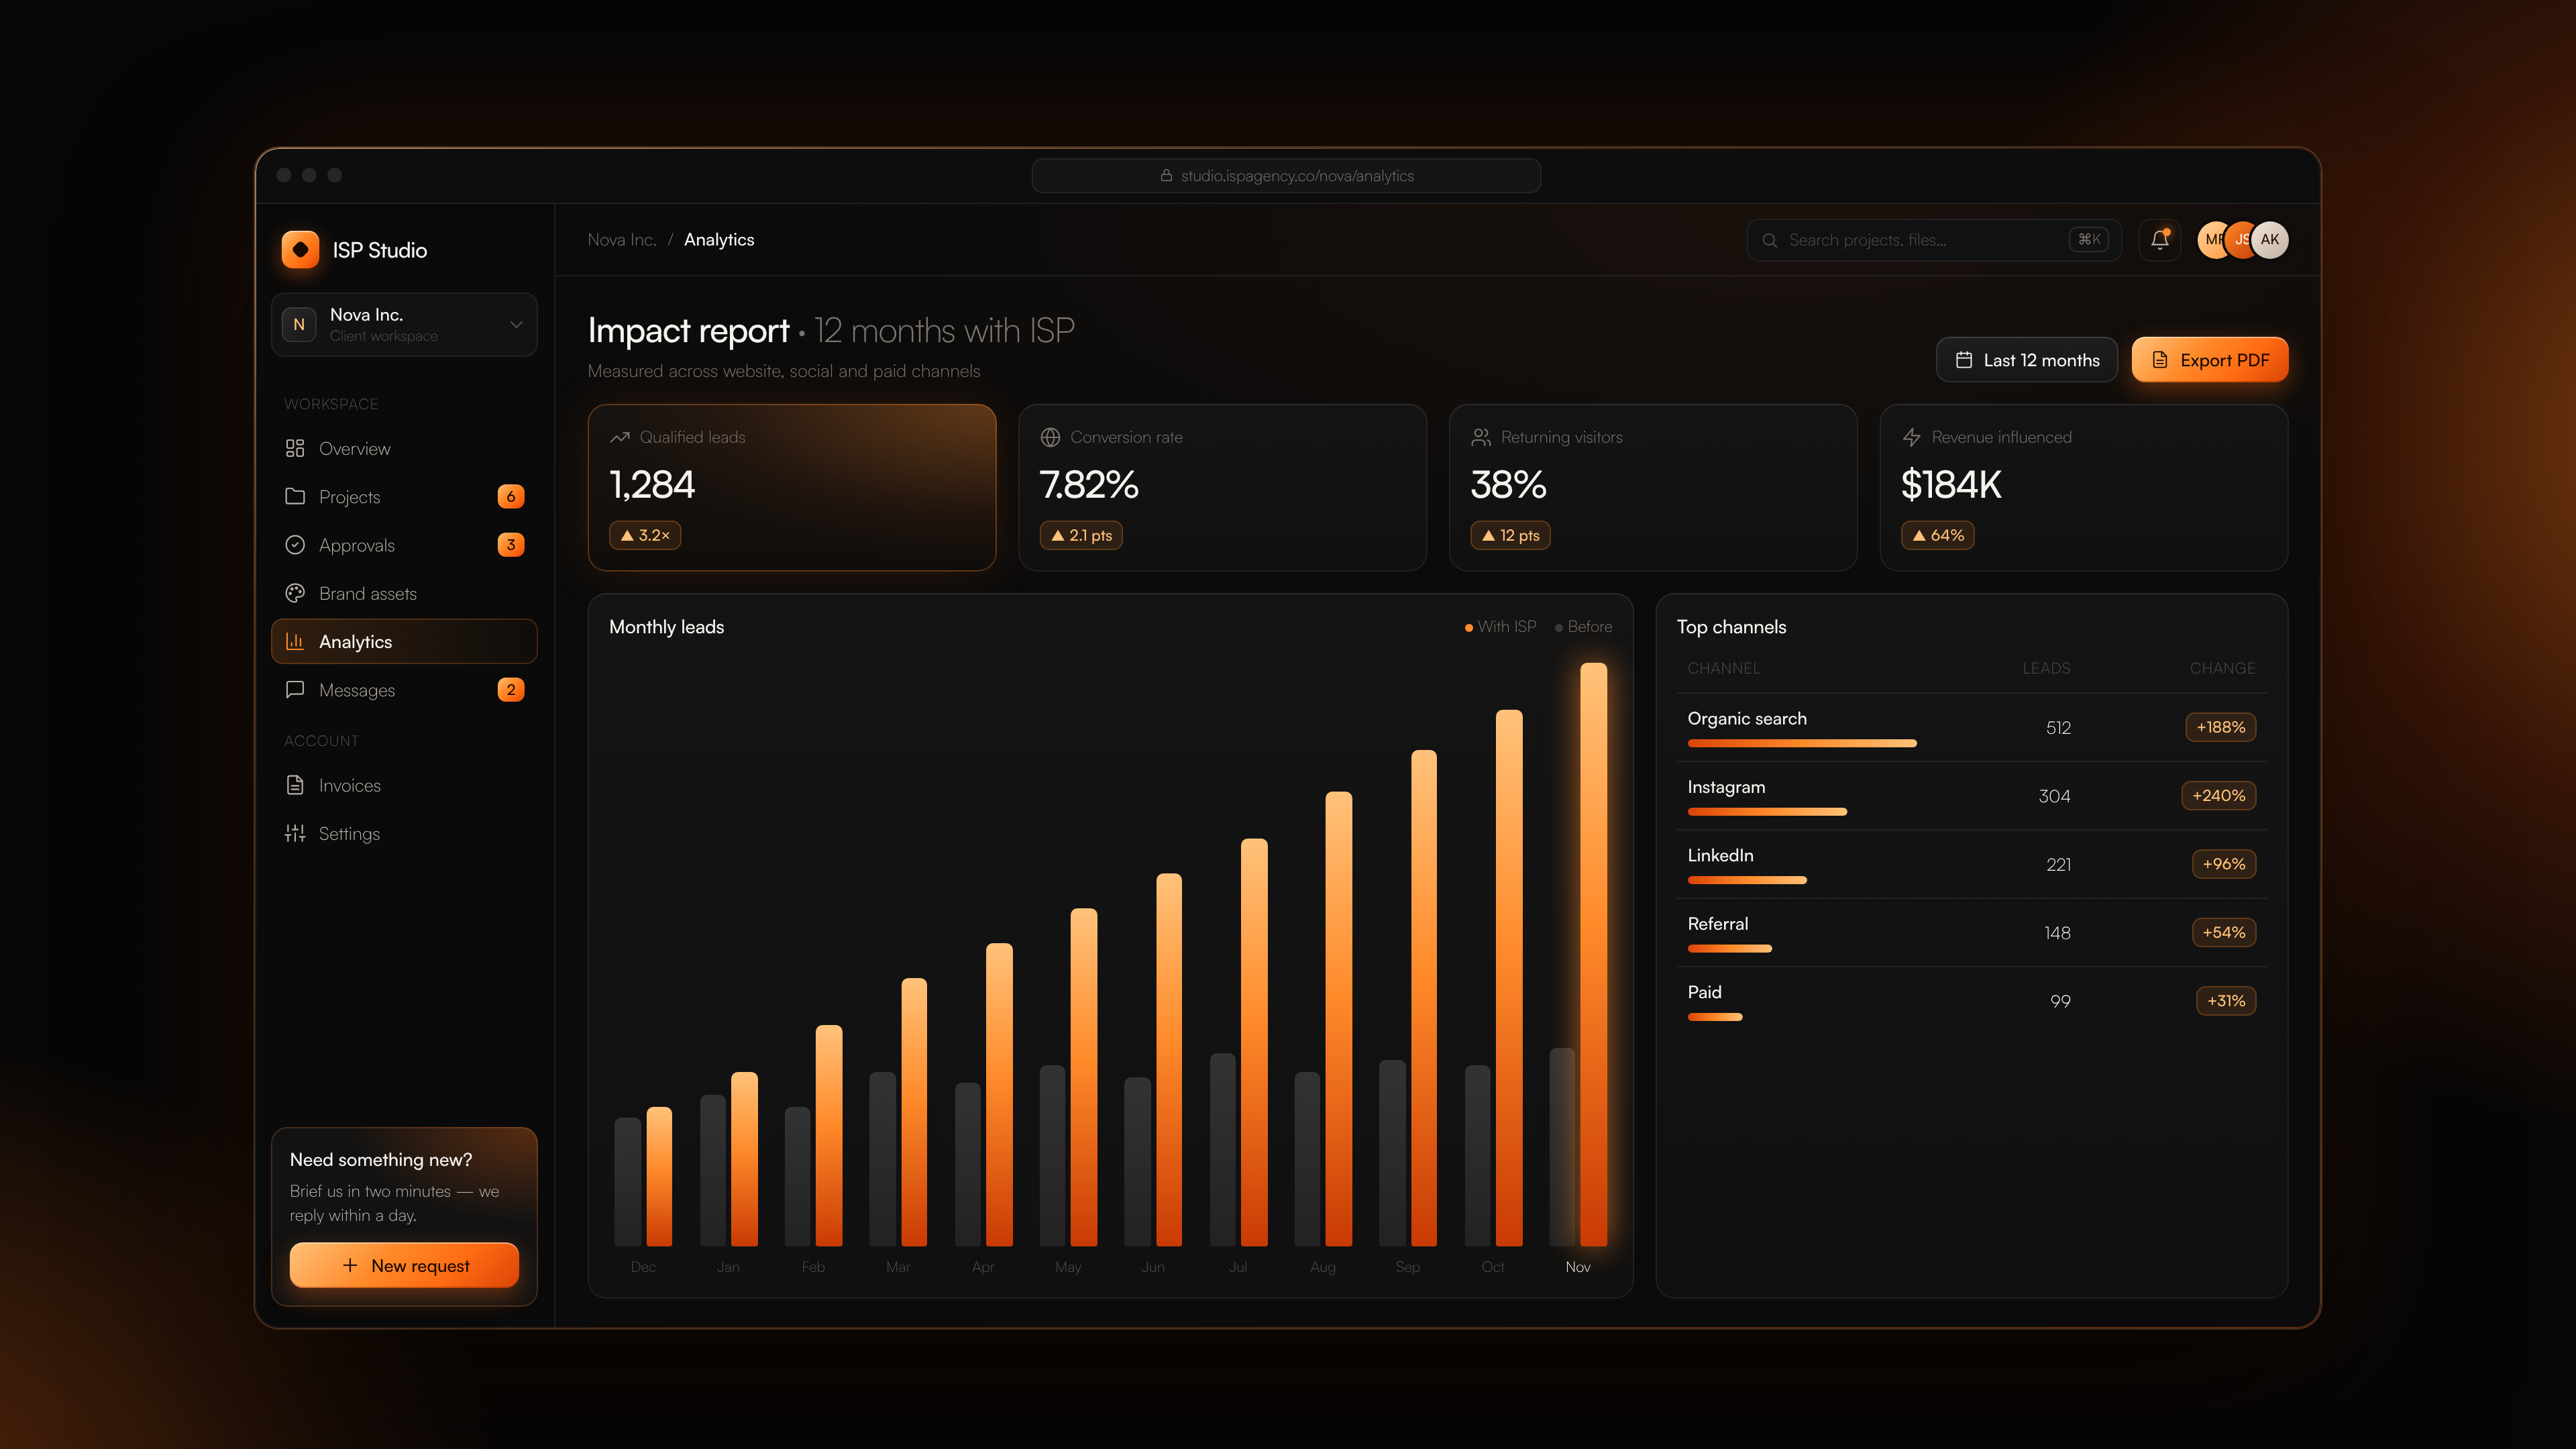 studio.ispagency.co/nova/analytics
ISP Studio
N
Nova Inc.
Client workspace
WORKSPACE
Overview
Projects 6
Approvals 3
Brand assets
Analytics
Messages 2
ACCOUNT
Invoices
Settings
Need something new?
Brief us in two minutes — we
reply within a day.
+ New request
Nova Inc. / Analytics
Search projects, files...
⌘K
JS AK
Impact report · 12 months with ISP
Measured across website, social and paid channels
Last 12 months
Export PDF
Qualified leads
1,284
▲ 3.2×
Conversion rate
7.82%
▲ 2.1 pts
Returning visitors
38%
▲ 12 pts
Revenue influenced
$184K
▲ 64%
Monthly leads
With ISP Before
Dec Jan Feb Mar Apr May Jun Jul Aug Sep Oct Nov
Top channels
CHANNEL LEADS CHANGE
Organic search 512 +188%
Instagram 304 +240%
LinkedIn 221 +96%
Referral 148 +54%
Paid 99 +31%